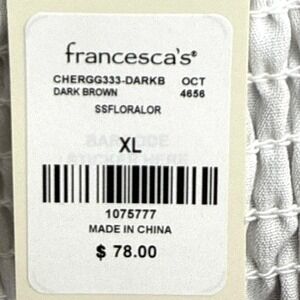 francesca's®
CHERGG333-DARKB OCT
DARK BROWN 4656
SSFLORALOR
XL
1075777
MADE IN CHINA
$ 78.00